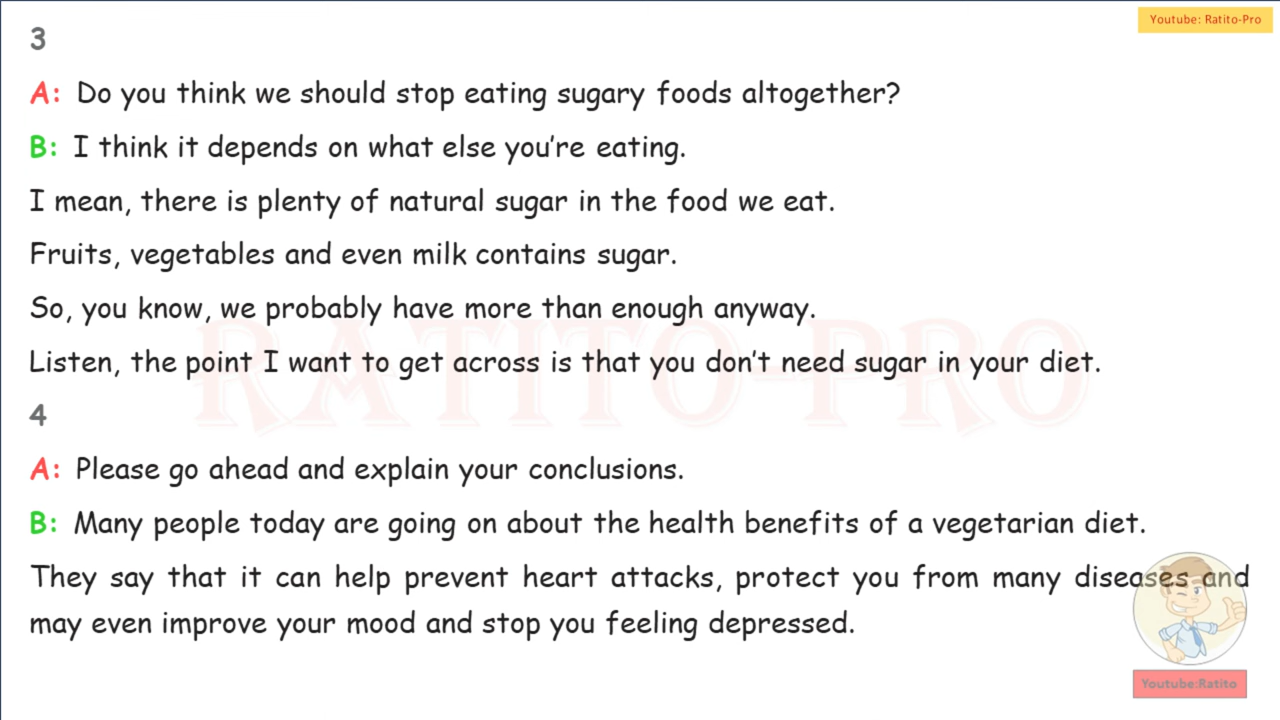 Youtube: Ratito-Pro
3
A: Do you think we should stop eating sugary foods altogether?
B: I think it depends on what else you're eating.
I mean, there is plenty of natural sugar in the food we eat.
Fruits, vegetables and even milk contains sugar.
So, you know, we probably have more than enough anyway.
RATITO-PRO
Listen, the point I want to get across is that you don't need sugar in your diet.
4
A: Please go ahead and explain your conclusions.
B: Many people today are going on about the health benefits of a vegetarian diet.
They say that it can help prevent heart attacks, protect you from many diseases and
may even improve your mood and stop you feeling depressed.
Youtube:Ratito